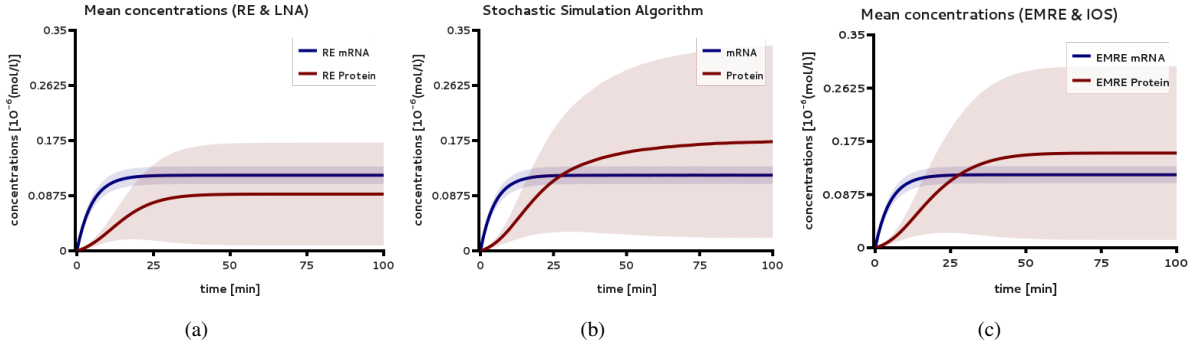 Mean concentrations (RE & LNA)
0.35
0.2625
0.175
0.0875
0
concentrations [10⁻⁶(mol/l)]
RE mRNA
RE Protein
0
25
50
75
100
time [min]
(a)
Stochastic Simulation Algorithm
0.35
0.2625
0.175
0.0875
0
concentrations [10⁻⁶(mol/l)]
mRNA
Protein
0
25
50
75
100
time [min]
(b)
Mean concentrations (EMRE & IOS)
0.35
0.2625
0.175
0.0875
0
concentrations [10⁻⁶(mol/l)]
EMRE mRNA
EMRE Protein
0
25
50
75
100
time [min]
(c)